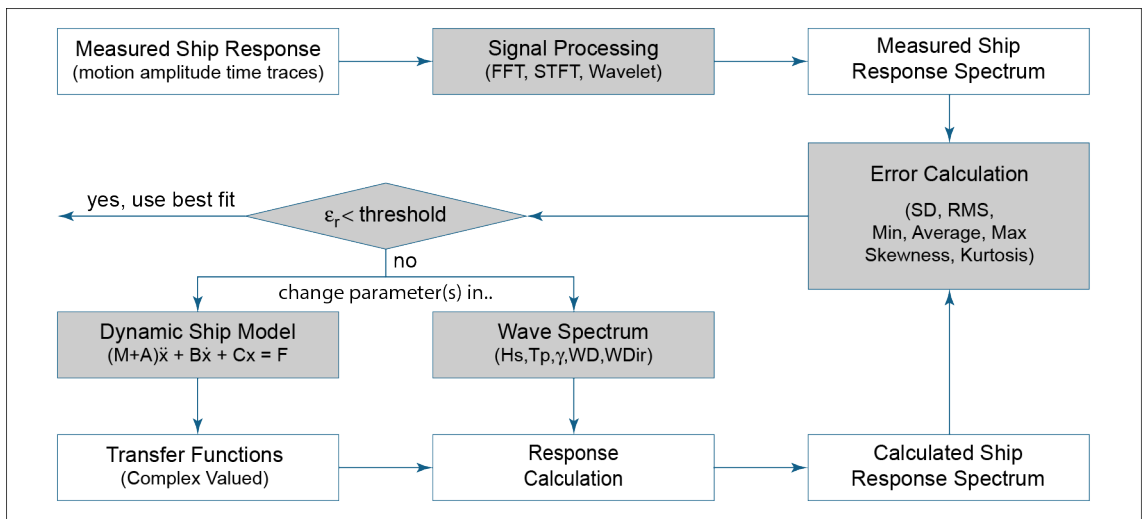 Measured Ship Response
(motion amplitude time traces)
Signal Processing
(FFT, STFT, Wavelet)
Measured Ship
Response Spectrum
Error Calculation
(SD, RMS,
Min, Average, Max
Skewness, Kurtosis)
yes, use best fit
εr< threshold
no
change parameter(s) in..
Dynamic Ship Model
(M+A)ẍ + Bẋ + Cx = F
Wave Spectrum
(Hs,Tp,γ,WD,WDir)
Transfer Functions
(Complex Valued)
Response
Calculation
Calculated Ship
Response Spectrum